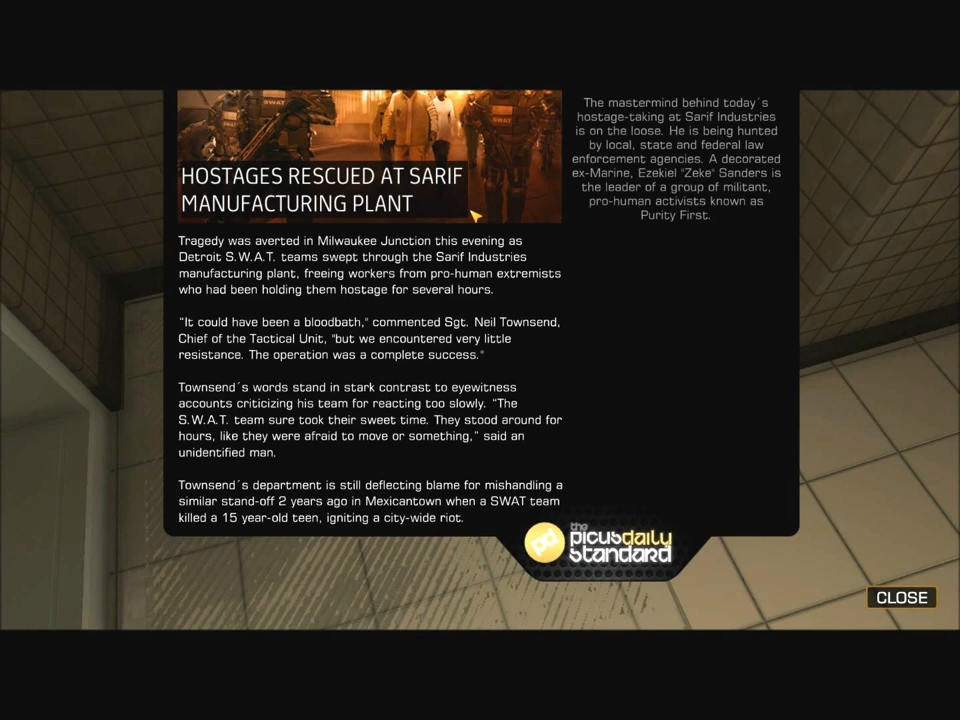 SWAT
HOSTAGES RESCUED AT SARIF
MANUFACTURING PLANT
Tragedy was averted in Milwaukee Junction this evening as
Detroit S.W.A.T. teams swept through the Sarif Industries
manufacturing plant, freeing workers from pro-human extremists
who had been holding them hostage for several hours.
"It could have been a bloodbath," commented Sgt. Neil Townsend,
Chief of the Tactical Unit, "but we encountered very little
resistance. The operation was a complete success."
Townsend´s words stand in stark contrast to eyewitness
accounts criticizing his team for reacting too slowly. "The
S.W.A.T. team sure took their sweet time. They stood around for
hours, like they were afraid to move or something," said an
unidentified man.
Townsend´s department is still deflecting blame for mishandling a
similar stand-off 2 years ago in Mexicantown when a SWAT team
killed a 15 year-old teen, igniting a city-wide riot.
The mastermind behind today´s
hostage-taking at Sarif Industries
is on the loose. He is being hunted
by local, state and federal law
enforcement agencies. A decorated
ex-Marine, Ezekiel "Zeke" Sanders is
the leader of a group of militant,
pro-human activists known as
Purity First.
pd
the
picusdaily
standard
CLOSE